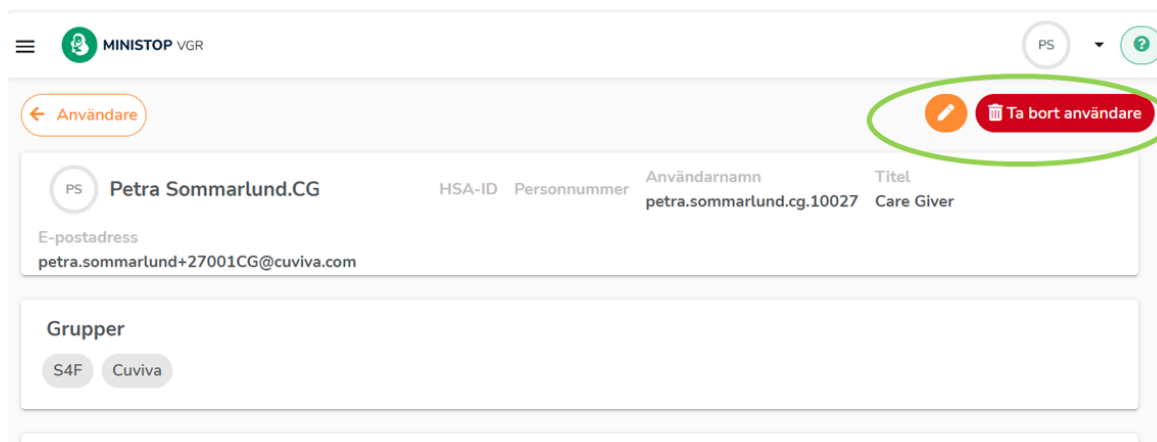 MINISTOP VGR
PS
?
Användare
Ta bort användare
PS
Petra Sommarlund.CG
HSA-ID
Personnummer
Användarnamn
petra.sommarlund.cg.10027
Titel
Care Giver
E-postadress
petra.sommarlund+27001CG@cuviva.com
Grupper
S4F
Cuviva